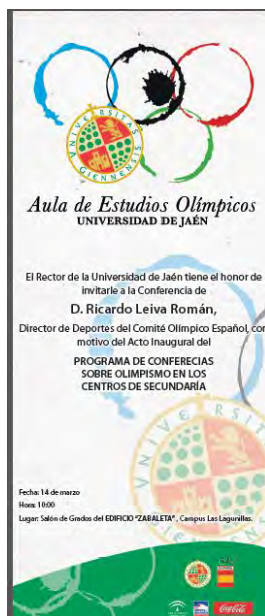 UNIVERSITAS GIENNENSIS
Aula de Estudios Olímpicos
UNIVERSIDAD DE JAÉN
El Rector de la Universidad de Jaén tiene el honor de
invitarle a la Conferencia de
D. Ricardo Leiva Román,
Director de Deportes del Comité Olímpico Español, con
motivo del Acto Inaugural del
PROGRAMA DE CONFERECIAS
SOBRE OLIMPISMO EN LOS
CENTROS DE SECUNDARÍA
Fecha: 14 de marzo
Hora: 10:00
Lugar: Salón de Grados del EDIFICIO "ZABALETA", Campus Las Lagunillas.
Coca-Cola